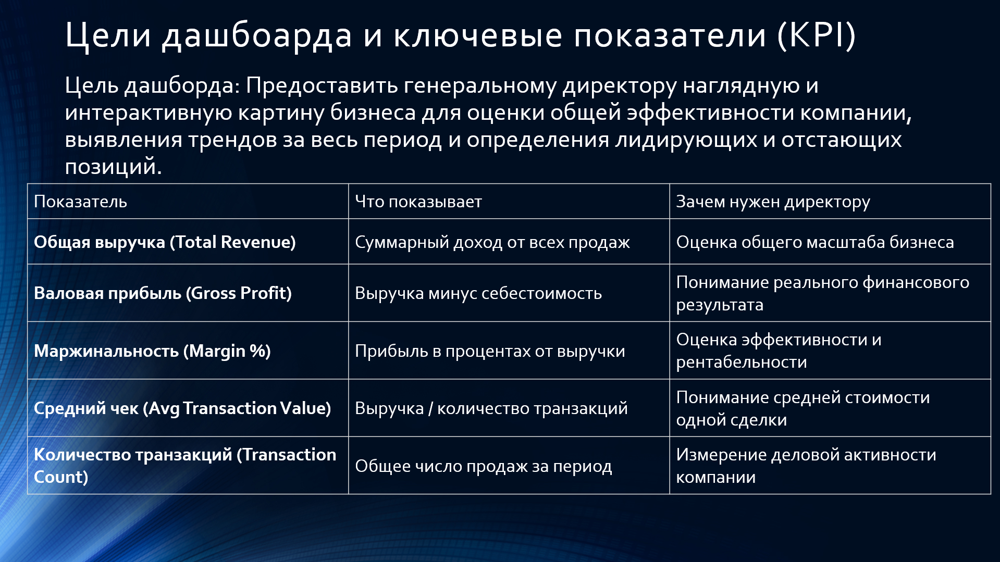 Цели дашбоарда и ключевые показатели (KPI)
Цель дашборда: Предоставить генеральному директору наглядную и
интерактивную картину бизнеса для оценки общей эффективности компании,
выявления трендов за весь период и определения лидирующих и отстающих
позиций.
Показатель
Что показывает
Зачем нужен директору
Общая выручка (Total Revenue)
Суммарный доход от всех продаж
Оценка общего масштаба бизнеса
Валовая прибыль (Gross Profit)
Выручка минус себестоимость
Понимание реального финансового
результата
Маржинальность (Margin %)
Прибыль в процентах от выручки
Оценка эффективности и
рентабельности
Средний чек (Avg Transaction Value)
Выручка / количество транзакций
Понимание средней стоимости
одной сделки
Количество транзакций (Transaction
Count)
Общее число продаж за период
Измерение деловой активности
компании